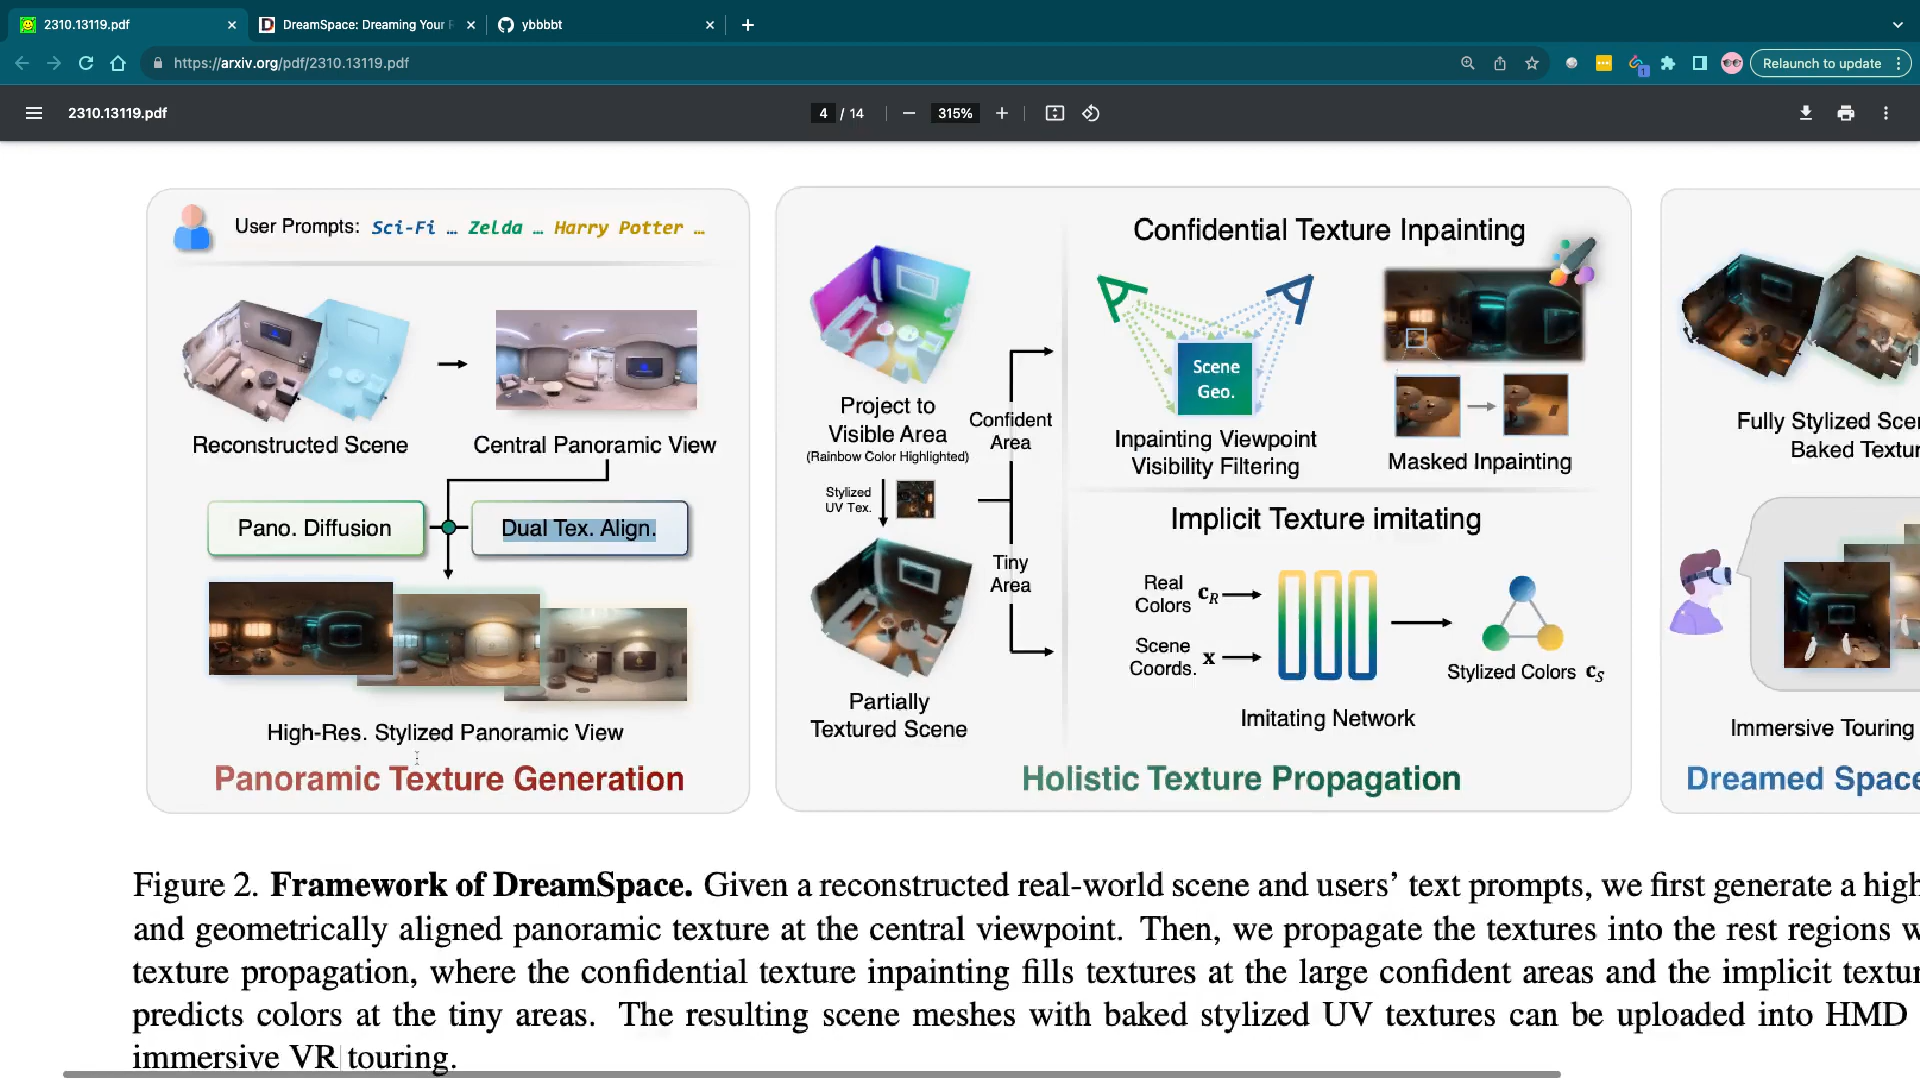 2310.13119.pdf
DreamSpace: Dreaming Your
ybbbbt
https://arxiv.org/pdf/2310.13119.pdf
1
Relaunch to update
2310.13119.pdf
4 / 14
315%
User Prompts: Sci-Fi … Zelda … Harry Potter …
Reconstructed Scene
Central Panoramic View
Pano. Diffusion
Dual Tex. Align.
High-Res. Stylized Panoramic View
Panoramic Texture Generation
Project to
Visible Area
(Rainbow Color Highlighted)
Stylized
UV Tex.
Partially
Textured Scene
Confident
Area
Tiny
Area
Confidential Texture Inpainting
Scene
Geo.
Inpainting Viewpoint
Visibility Filtering
Masked Inpainting
Implicit Texture imitating
Real
Colors c_R
Scene
Coords. x
Imitating Network
Stylized Colors c_S
Holistic Texture Propagation
Fully Stylized
Baked
Immersive Touring
Dreamed Space
Figure 2. Framework of DreamSpace. Given a reconstructed real-world scene and users’ text prompts, we first generate a high
and geometrically aligned panoramic texture at the central viewpoint. Then, we propagate the textures into the rest regions w
texture propagation, where the confidential texture inpainting fills textures at the large confident areas and the implicit textur
predicts colors at the tiny areas. The resulting scene meshes with baked stylized UV textures can be uploaded into HMD
immersive VR touring.